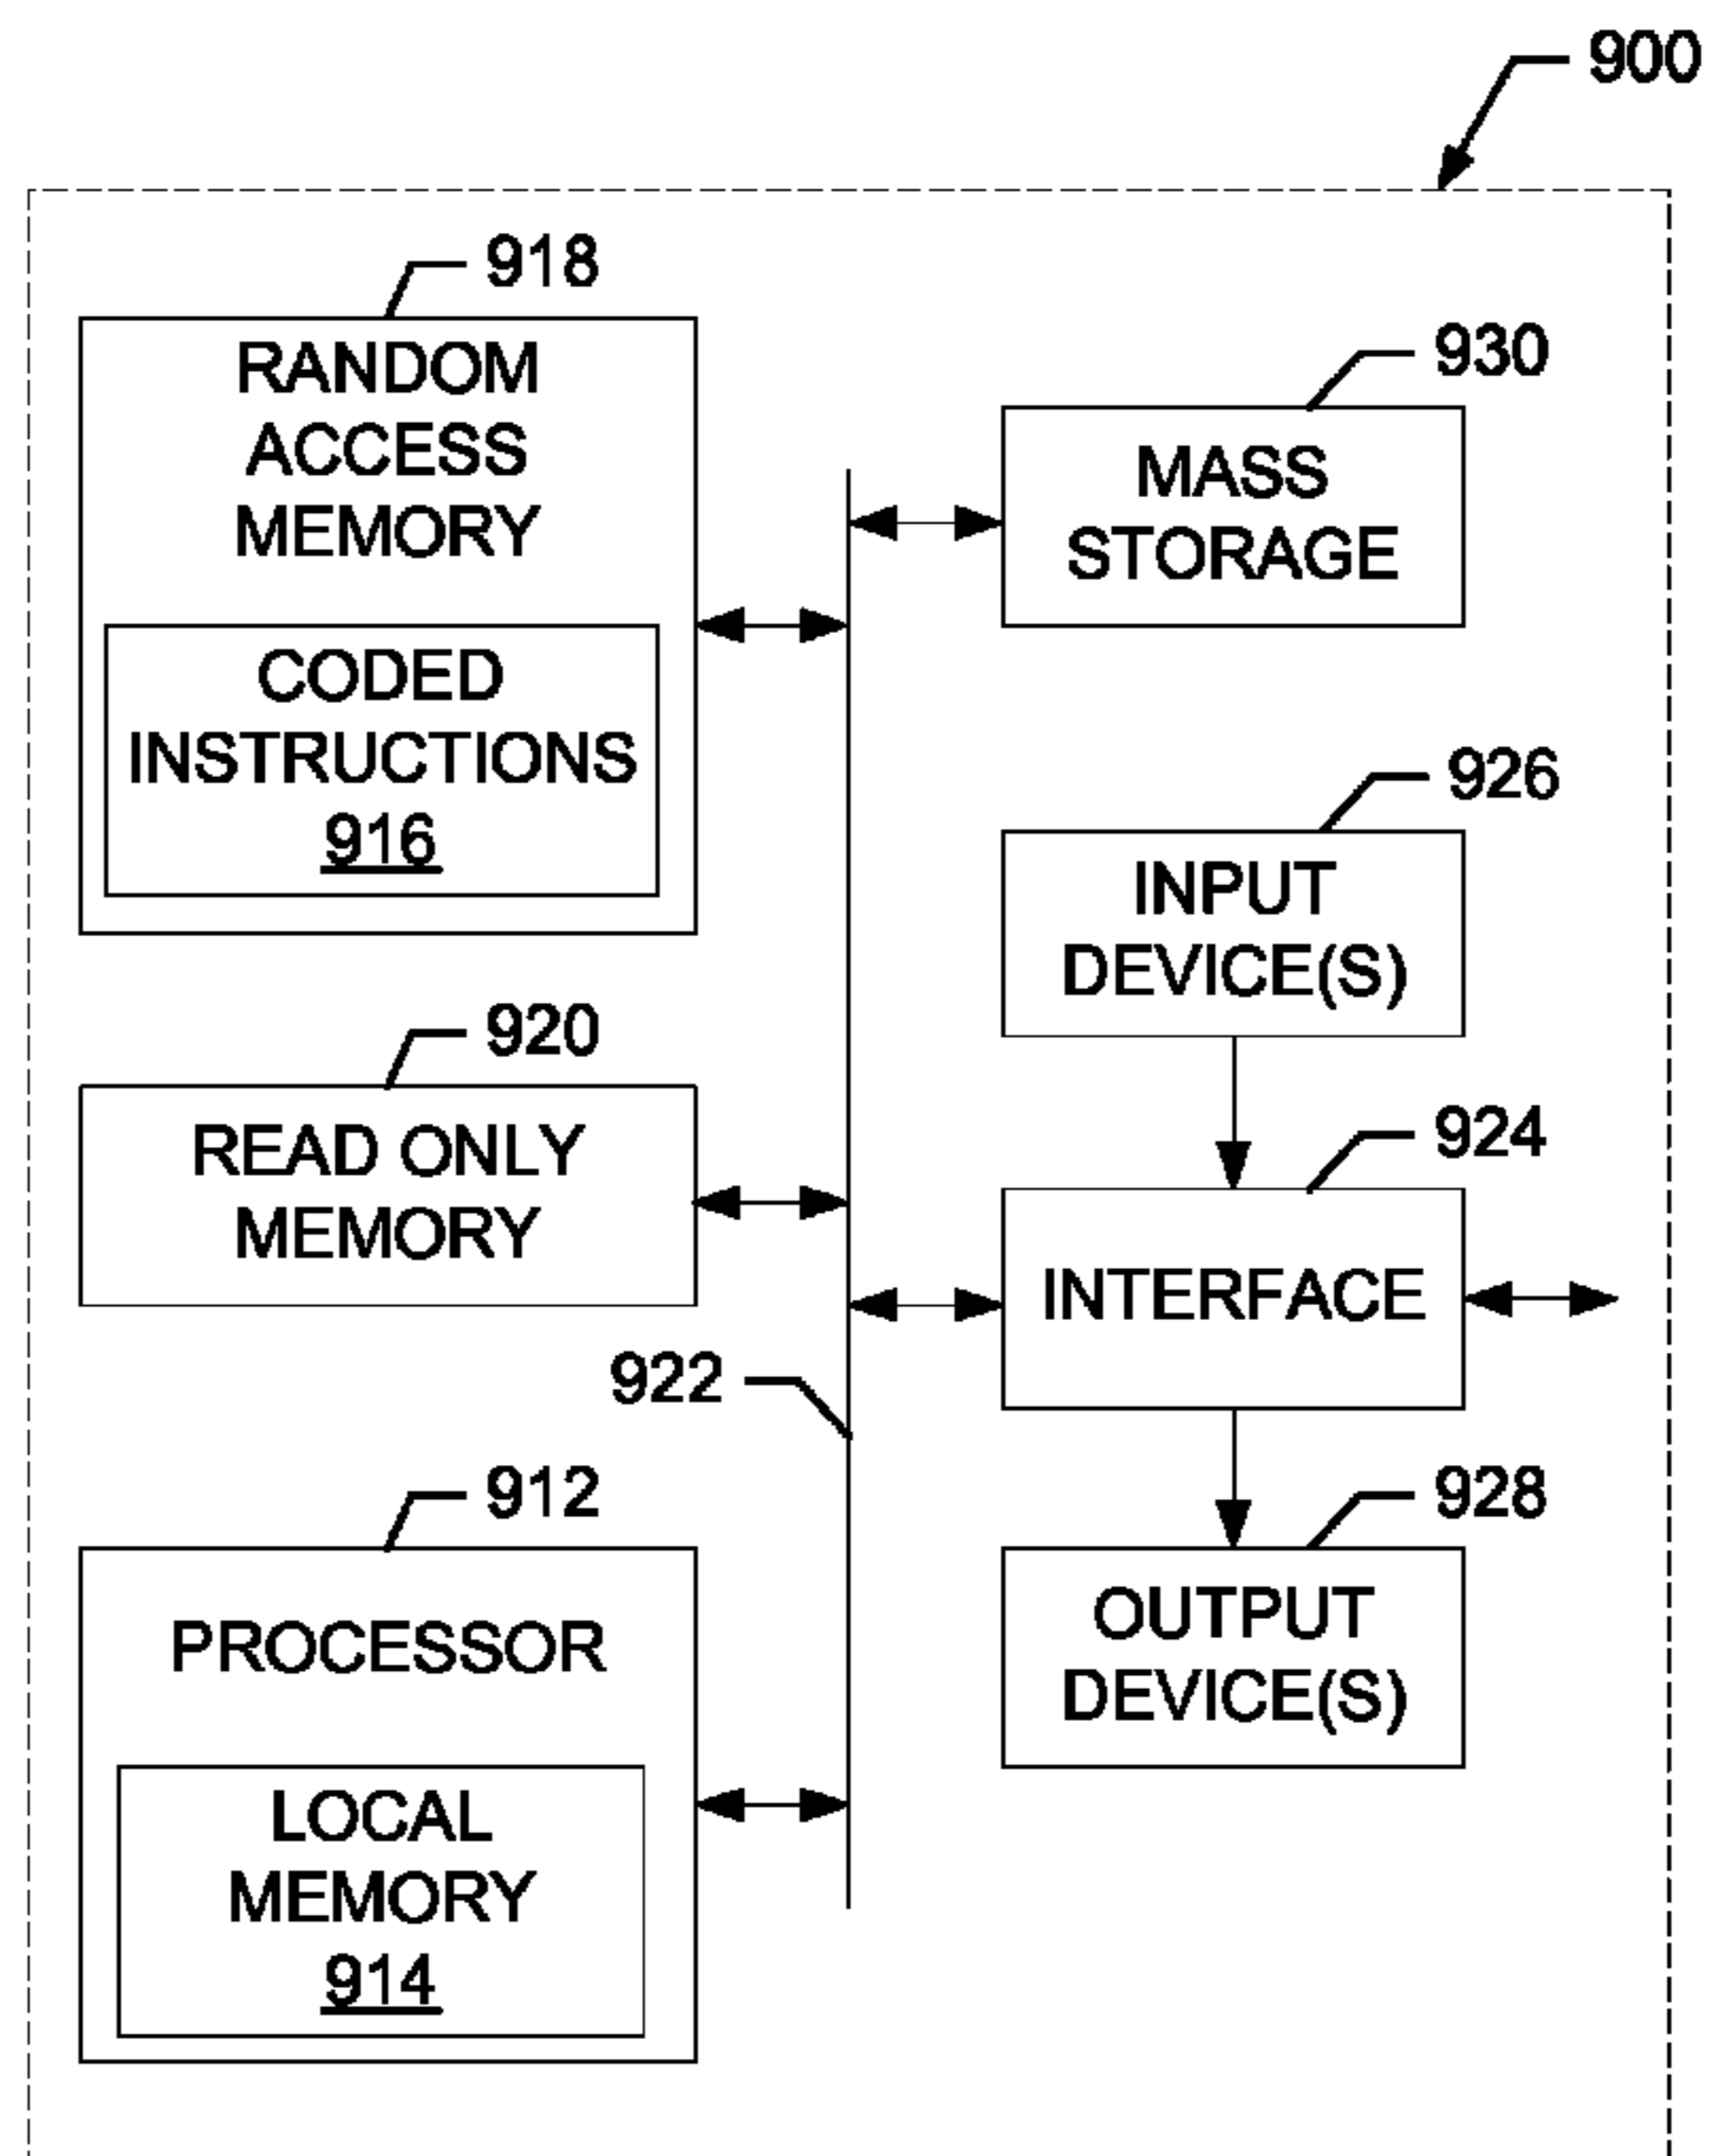 900
918
RANDOM
ACCESS
MEMORY
CODED
INSTRUCTIONS
916
930
MASS
STORAGE
926
INPUT
DEVICE(S)
920
READ ONLY
MEMORY
924
INTERFACE
922
912
PROCESSOR
LOCAL
MEMORY
914
928
OUTPUT
DEVICE(S)